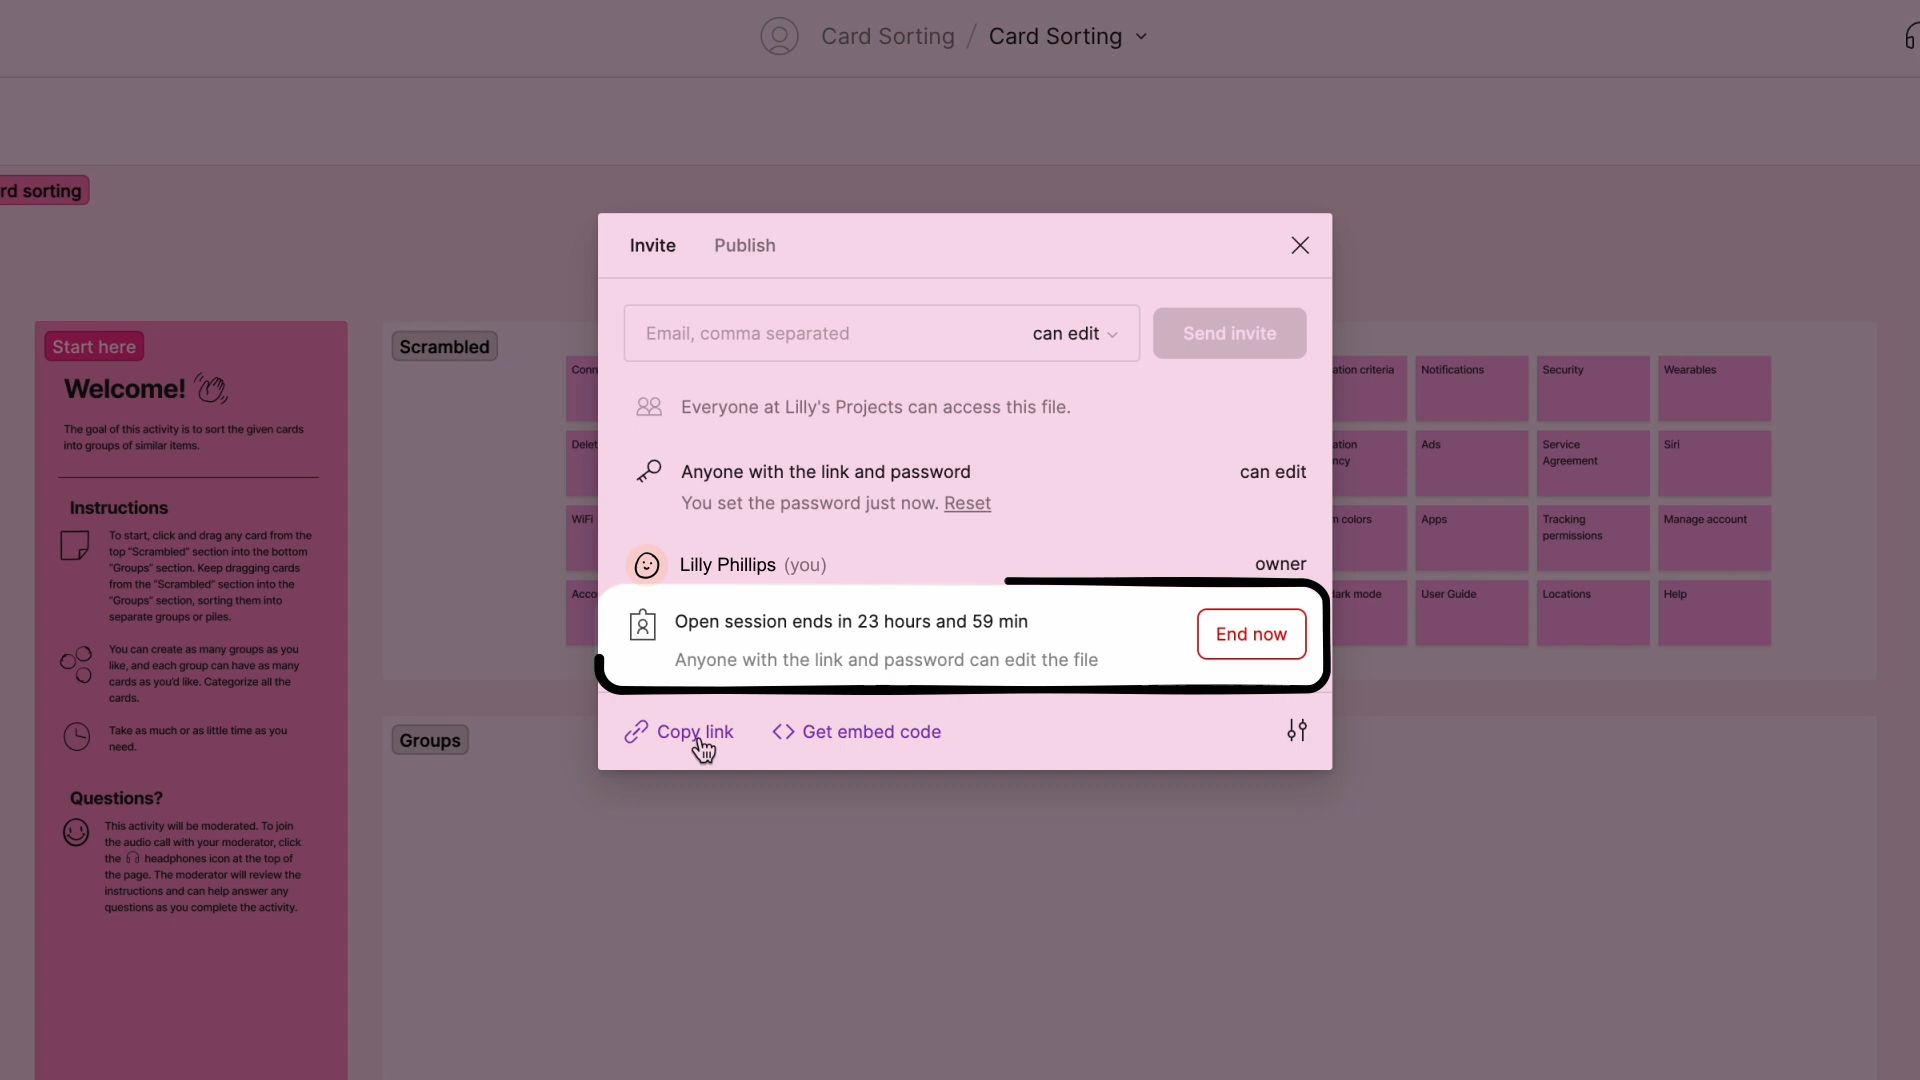 Card Sorting / Card Sorting
rd sorting
Invite
Publish
Email, comma separated
can edit
Send invite
Everyone at Lilly's Projects can access this file.
Anyone with the link and password
can edit
You set the password just now. Reset
Lilly Phillips (you)
owner
Open session ends in 23 hours and 59 min
Anyone with the link and password can edit the file
End now
Copy link
Get embed code
Start here
Welcome!
The goal of this activity is to sort the given cards
into groups of similar items.
Instructions
To start, click and drag any card from the
top "Scrambled" section into the bottom
"Groups" section. Keep dragging cards
from the "Scrambled" section into the
"Groups" section, sorting them into
separate groups or piles.
You can create as many groups as you
like, and each group can have as many
cards as you'd like. Categorize all the
cards.
Take as much or as little time as you
need.
Questions?
This activity will be moderated. To join
the audio call with your moderator, click
the headphones icon at the top of
the page. The moderator will review the
instructions and can help answer any
questions as you complete the activity.
Scrambled
Conn
ation criteria
Notifications
Security
Wearables
Delet
ation
ncy
Ads
Service
Agreement
Siri
WiFi
n colors
Apps
Tracking
permissions
Manage account
Acco
dark mode
User Guide
Locations
Help
Groups